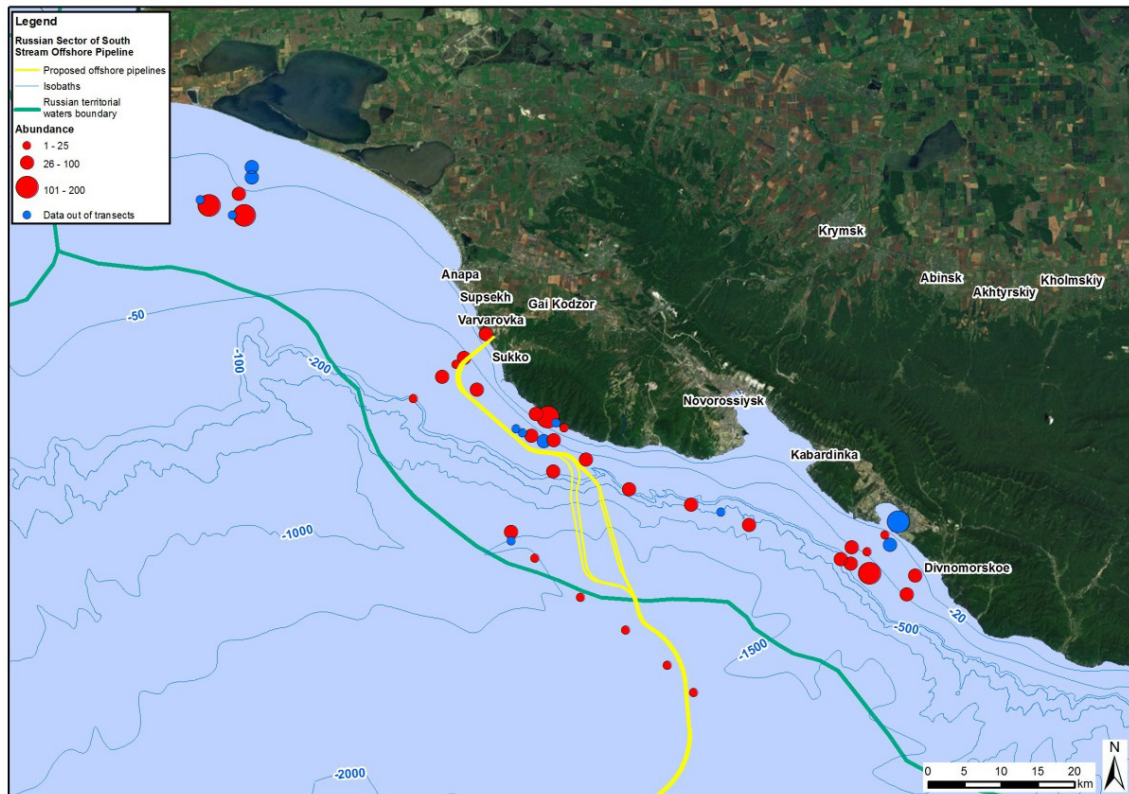 Legend
Russian Sector of South
Stream Offshore Pipeline
Proposed offshore pipelines
Isobaths
Russian territorial
waters boundary
Abundance
1 - 25
26 - 100
101 - 200
Data out of transects
Krymsk
Abinsk
Kholmskiy
Akhtyrskiy
Anapa
Supsekh
Gai Kodzor
Varvarovka
Sukko
-50
-100
-200
Novorossiysk
Kabardinka
-1000
Divnomorskoe
-20
-500
-1500
-2000
N
0 5 10 15 20
km